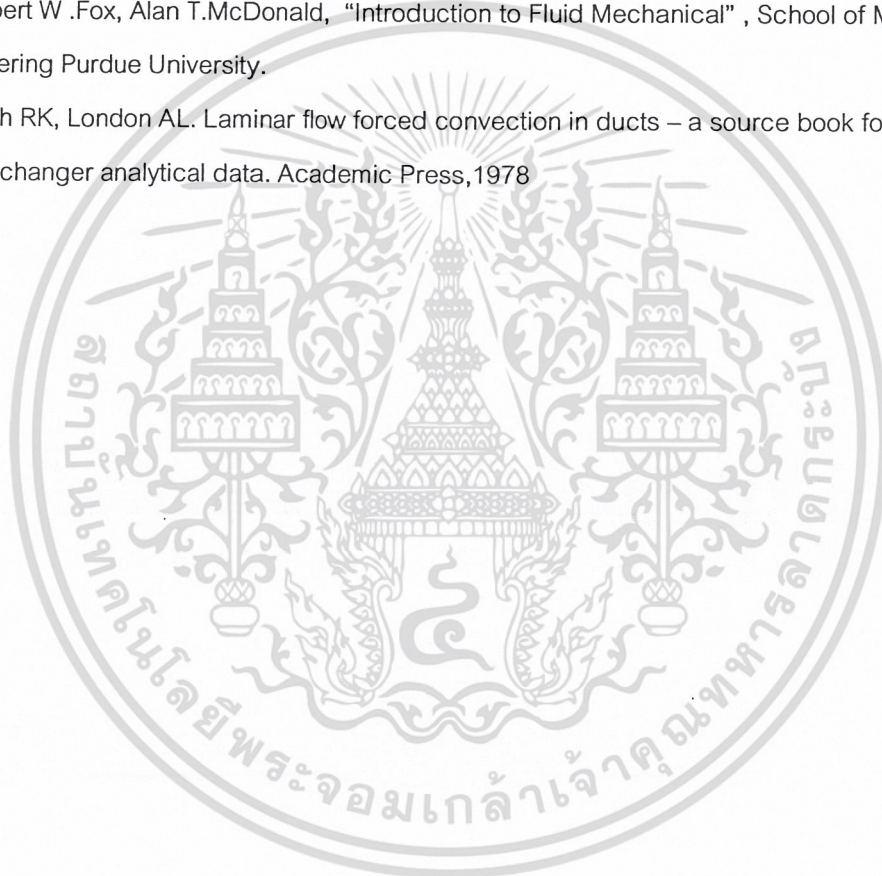 pert W .Fox, Alan T.McDonald, “Introduction to Fluid Mechanical” , School of M
ering Purdue University.
h RK, London AL. Laminar flow forced convection in ducts – a source book fo
changer analytical data. Academic Press,1978
สถาบันเทคโนโลยีพระจอมเกล้าเจ้าคุณทหารลาดกระบัง
๔